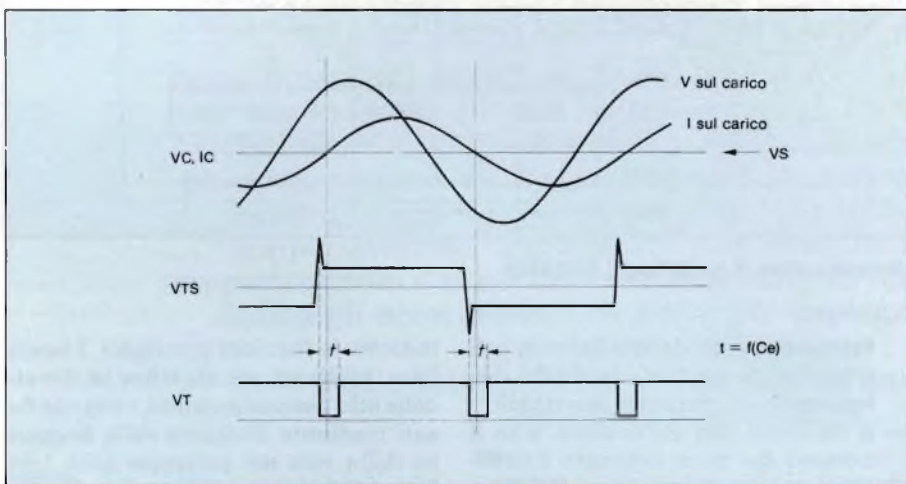 V sul carico
I sul carico
VC, IC
VS
VTS
t
t
t = f(Ce)
VT